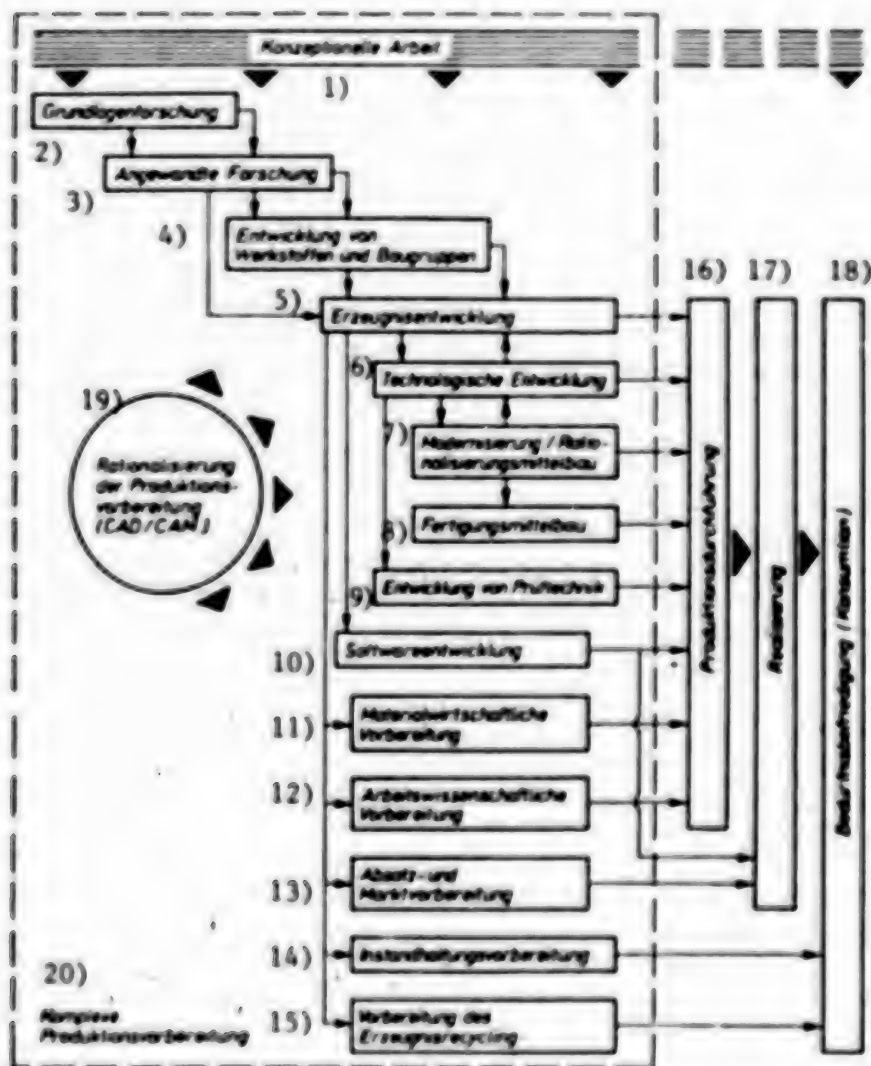 Konzeptionelle Arbeit
1)
Grundlagenforschung
2)
Angewandte Forschung
3)
4)
Entwicklung von
Werkstoffen und Baugruppen
16) 17) 18)
5)
Erzeugnisentwicklung
6)
Technologische Entwicklung
19)
7)
Modernisierung / Ratio-
nalisierungsmittelbau
Rationalisierung
der Produktions-
vorbereitung
(CAD/CAM)
8)
Fertigungsmittelbau
9)
Entwicklung von Prüftechnik
10)
Softwareentwicklung
11)
Materialwirtschaftliche
Vorbereitung
12)
Arbeitswissenschaftliche
Vorbereitung
13)
Absatz- und
Marktvorbereitung
14)
Instandhaltungsvorbereitung
15)
Vorbereitung des
Erzeugnisrecycling
Produktionsdurchführung
Realisierung
Bedürfnisbefriedigung (Konsumtion)
20)
Komplexe
Produktionsvorbereitung